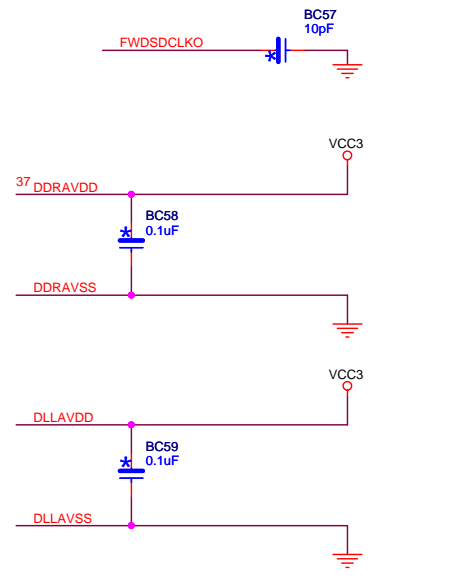 BC57
10pF
FWDSDCLKO
*
VCC3
37 DDRAVDD
BC58
* 0.1uF
DDRAVSS
VCC3
DLLAVDD
BC59
* 0.1uF
DLLAVSS